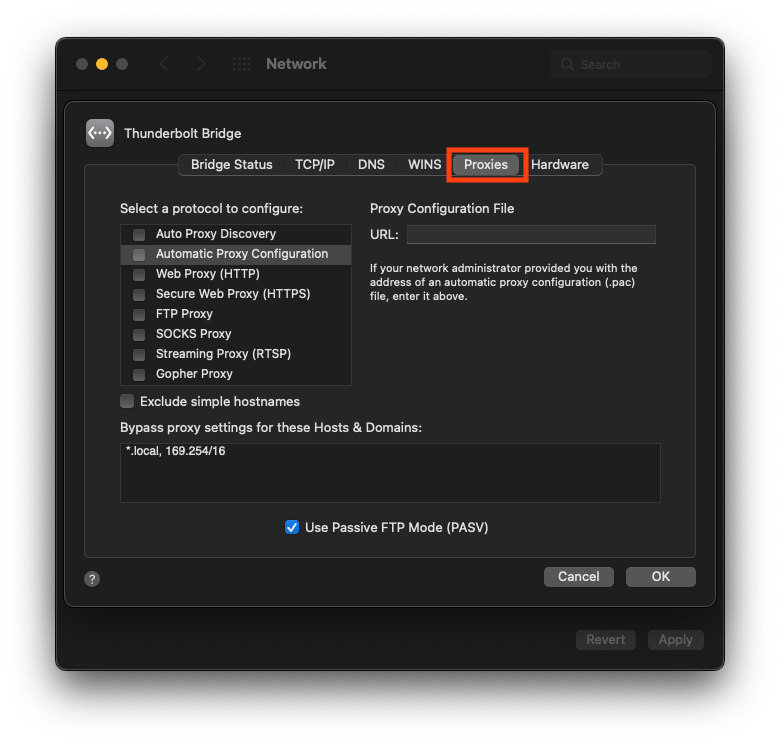 Network
Search
Thunderbolt Bridge
Bridge Status TCP/IP DNS WINS Proxies Hardware
Select a protocol to configure:
Auto Proxy Discovery
Automatic Proxy Configuration
Web Proxy (HTTP)
Secure Web Proxy (HTTPS)
FTP Proxy
SOCKS Proxy
Streaming Proxy (RTSP)
Gopher Proxy
Proxy Configuration File
URL:
If your network administrator provided you with the
address of an automatic proxy configuration (.pac)
file, enter it above.
Exclude simple hostnames
Bypass proxy settings for these Hosts & Domains:
*.local, 169.254/16
Use Passive FTP Mode (PASV)
?
Cancel OK
Revert Apply